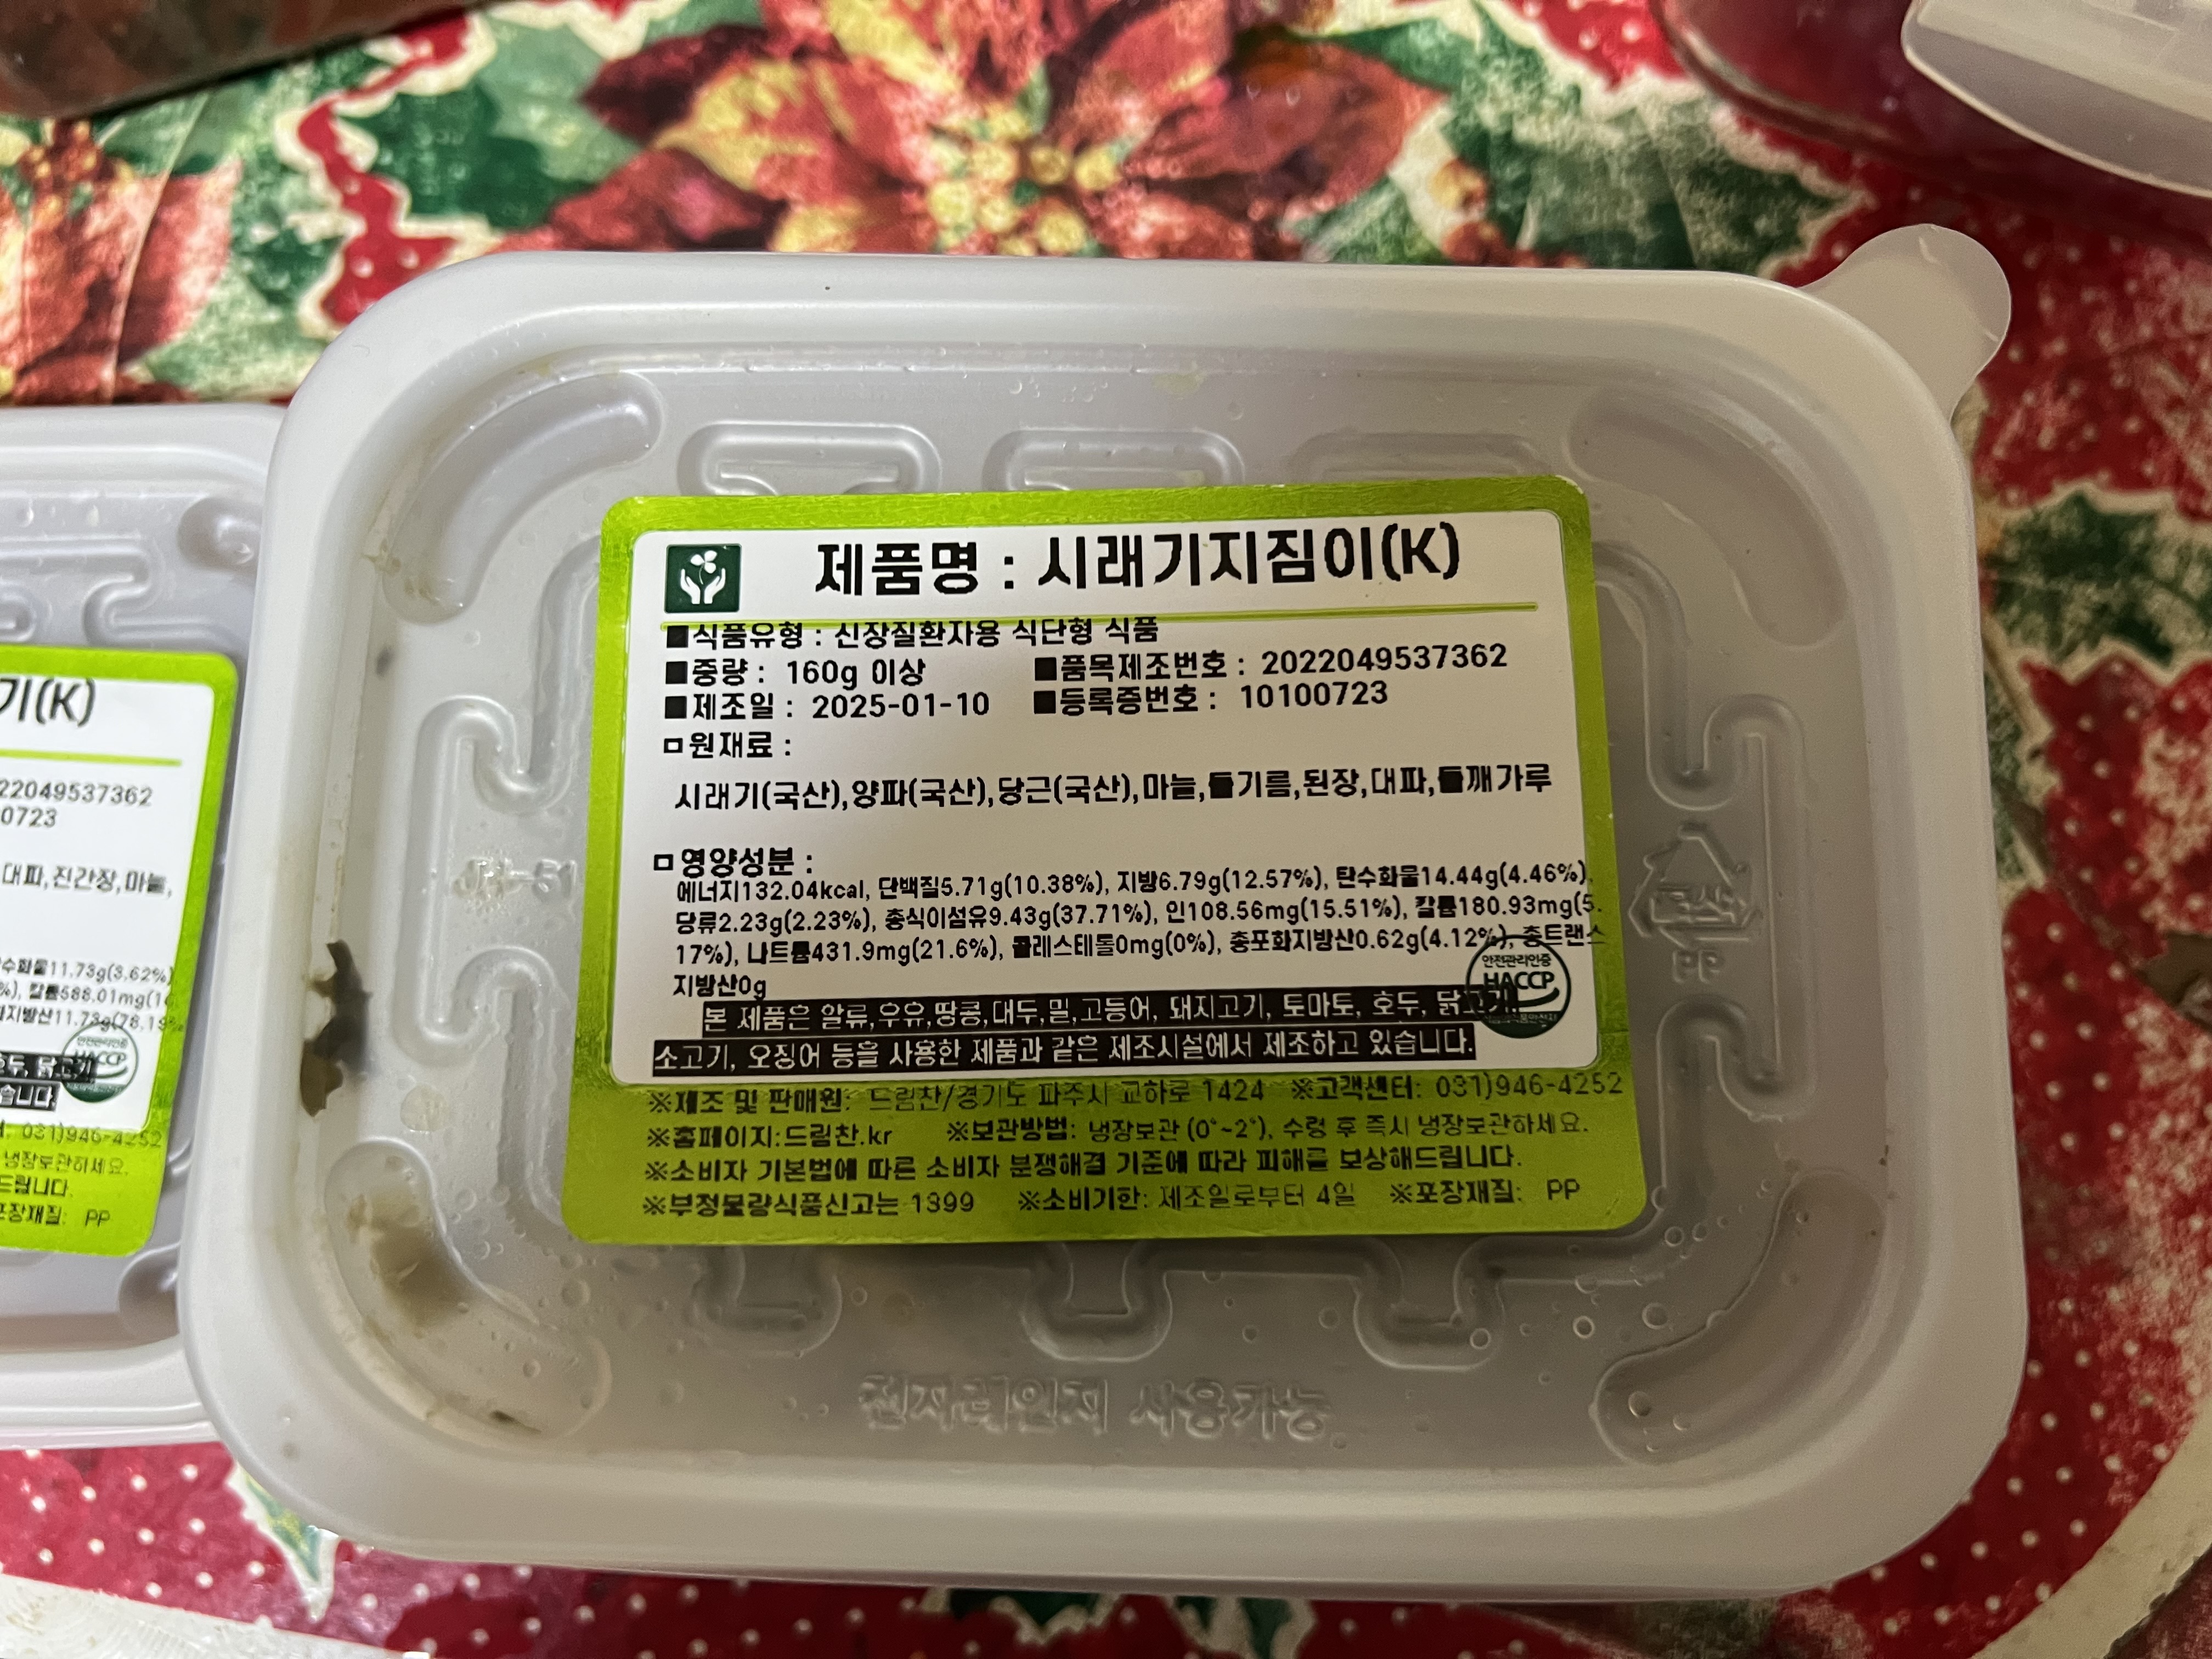 제품명 : 시래기지짐이(K)
■식품유형 : 신장질환자용 식단형 식품
■중량 : 160g 이상 ■품목제조번호 : 2022049537362
■제조일 : 2025-01-10 ■등록증번호 : 10100723
ㅁ원재료 :
시래기(국산),양파(국산),당근(국산),마늘,들기름,된장,대파,들깨가루
ㅁ영양성분 :
에너지132.04kcal, 단백질5.71g(10.38%), 지방6.79g(12.57%), 탄수화물14.44g(4.46%),
당류2.23g(2.23%), 총식이섬유9.43g(37.71%), 인108.56mg(15.51%), 칼륨180.93mg(5.
17%), 나트륨431.9mg(21.6%), 콜레스테롤0mg(0%), 총포화지방산0.62g(4.12%), 총트랜스
지방산0g
안전관리인증
HACCP
본 제품은 알류,우유,땅콩,대두,밀,고등어, 돼지고기, 토마토, 호두, 닭고기,
소고기, 오징어 등을 사용한 제품과 같은 제조시설에서 제조하고 있습니다.
※제조 및 판매원: 드림찬/경기도 파주시 교하로 1424 ※고객센터: 031)946-4252
※홈페이지:드림찬.kr ※보관방법: 냉장보관 (0°~2°), 수령 후 즉시 냉장보관하세요.
※소비자 기본법에 따른 소비자 분쟁해결 기준에 따라 피해를 보상해드립니다.
※부정불량식품신고는 1399 ※소비기한: 제조일로부터 4일 ※포장재질: PP
전자레인지 사용가능
PP
기(K)
22049537362
0723
대파,진간장,마늘,
수화물11.73g(3.62%)
%), 칼륨588.01mg(1
지방산11.73g(78.19%
HACCP
호두, 닭고기
습니다.
031)946-4252
냉장보관하세요.
드립니다.
포장재질: PP